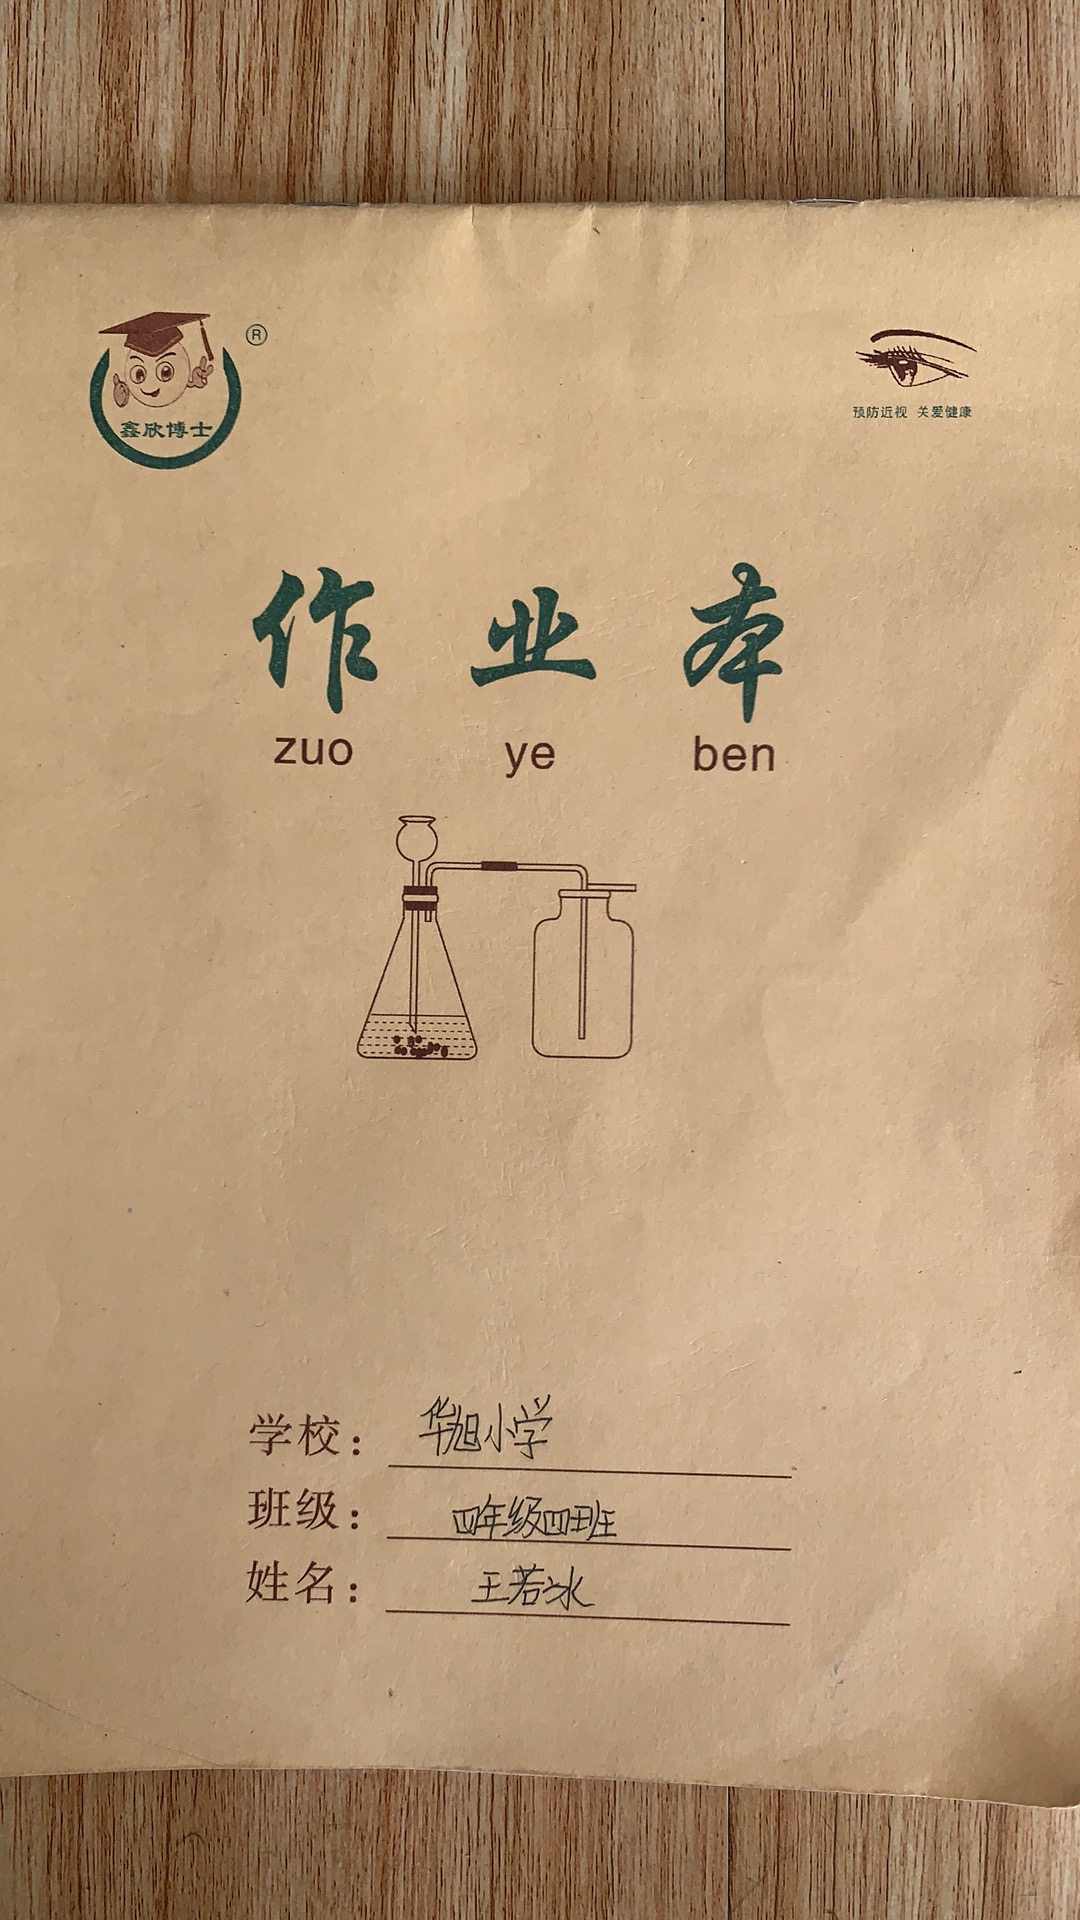 鑫欣博士
®
预防近视 关爱健康
作业本
zuo ye ben
学校：华旭小学
班级：四年级四班
姓名：王若冰